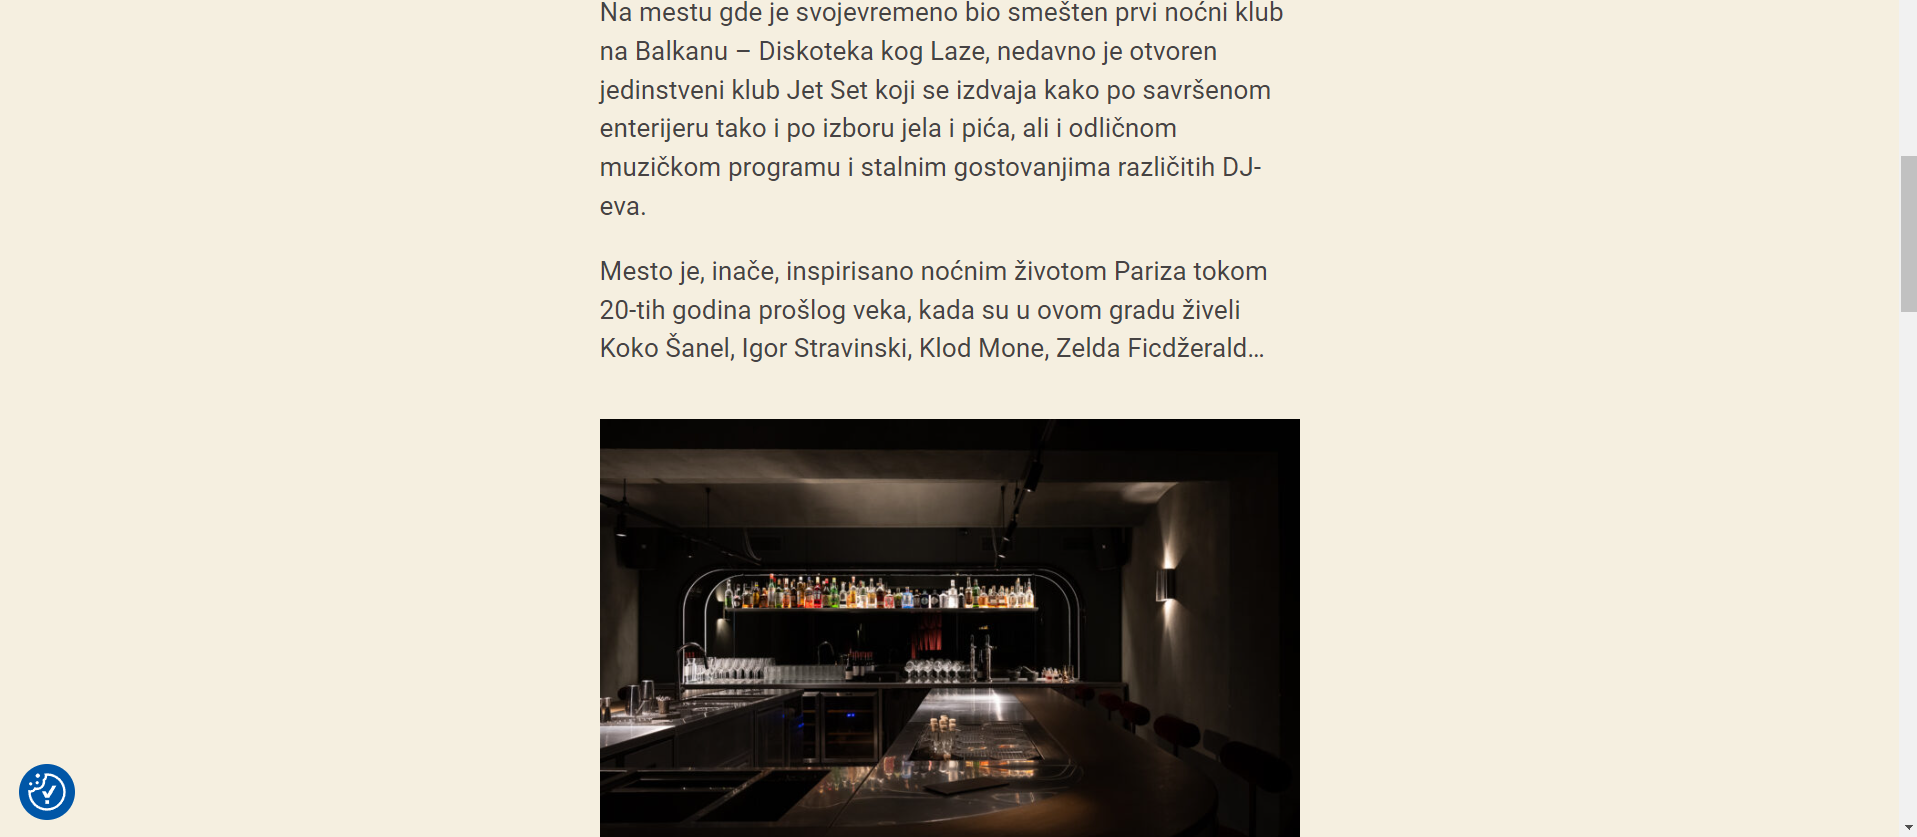 Na mestu gde je svojevremeno bio smešten prvi noćni klub
na Balkanu – Diskoteka kog Laze, nedavno je otvoren
jedinstveni klub Jet Set koji se izdvaja kako po savršenom
enterijeru tako i po izboru jela i pića, ali i odličnom
muzičkom programu i stalnim gostovanjima različitih DJ-
eva.
Mesto je, inače, inspirisano noćnim životom Pariza tokom
20-tih godina prošlog veka, kada su u ovom gradu živeli
Koko Šanel, Igor Stravinski, Klod Mone, Zelda Ficdžerald...